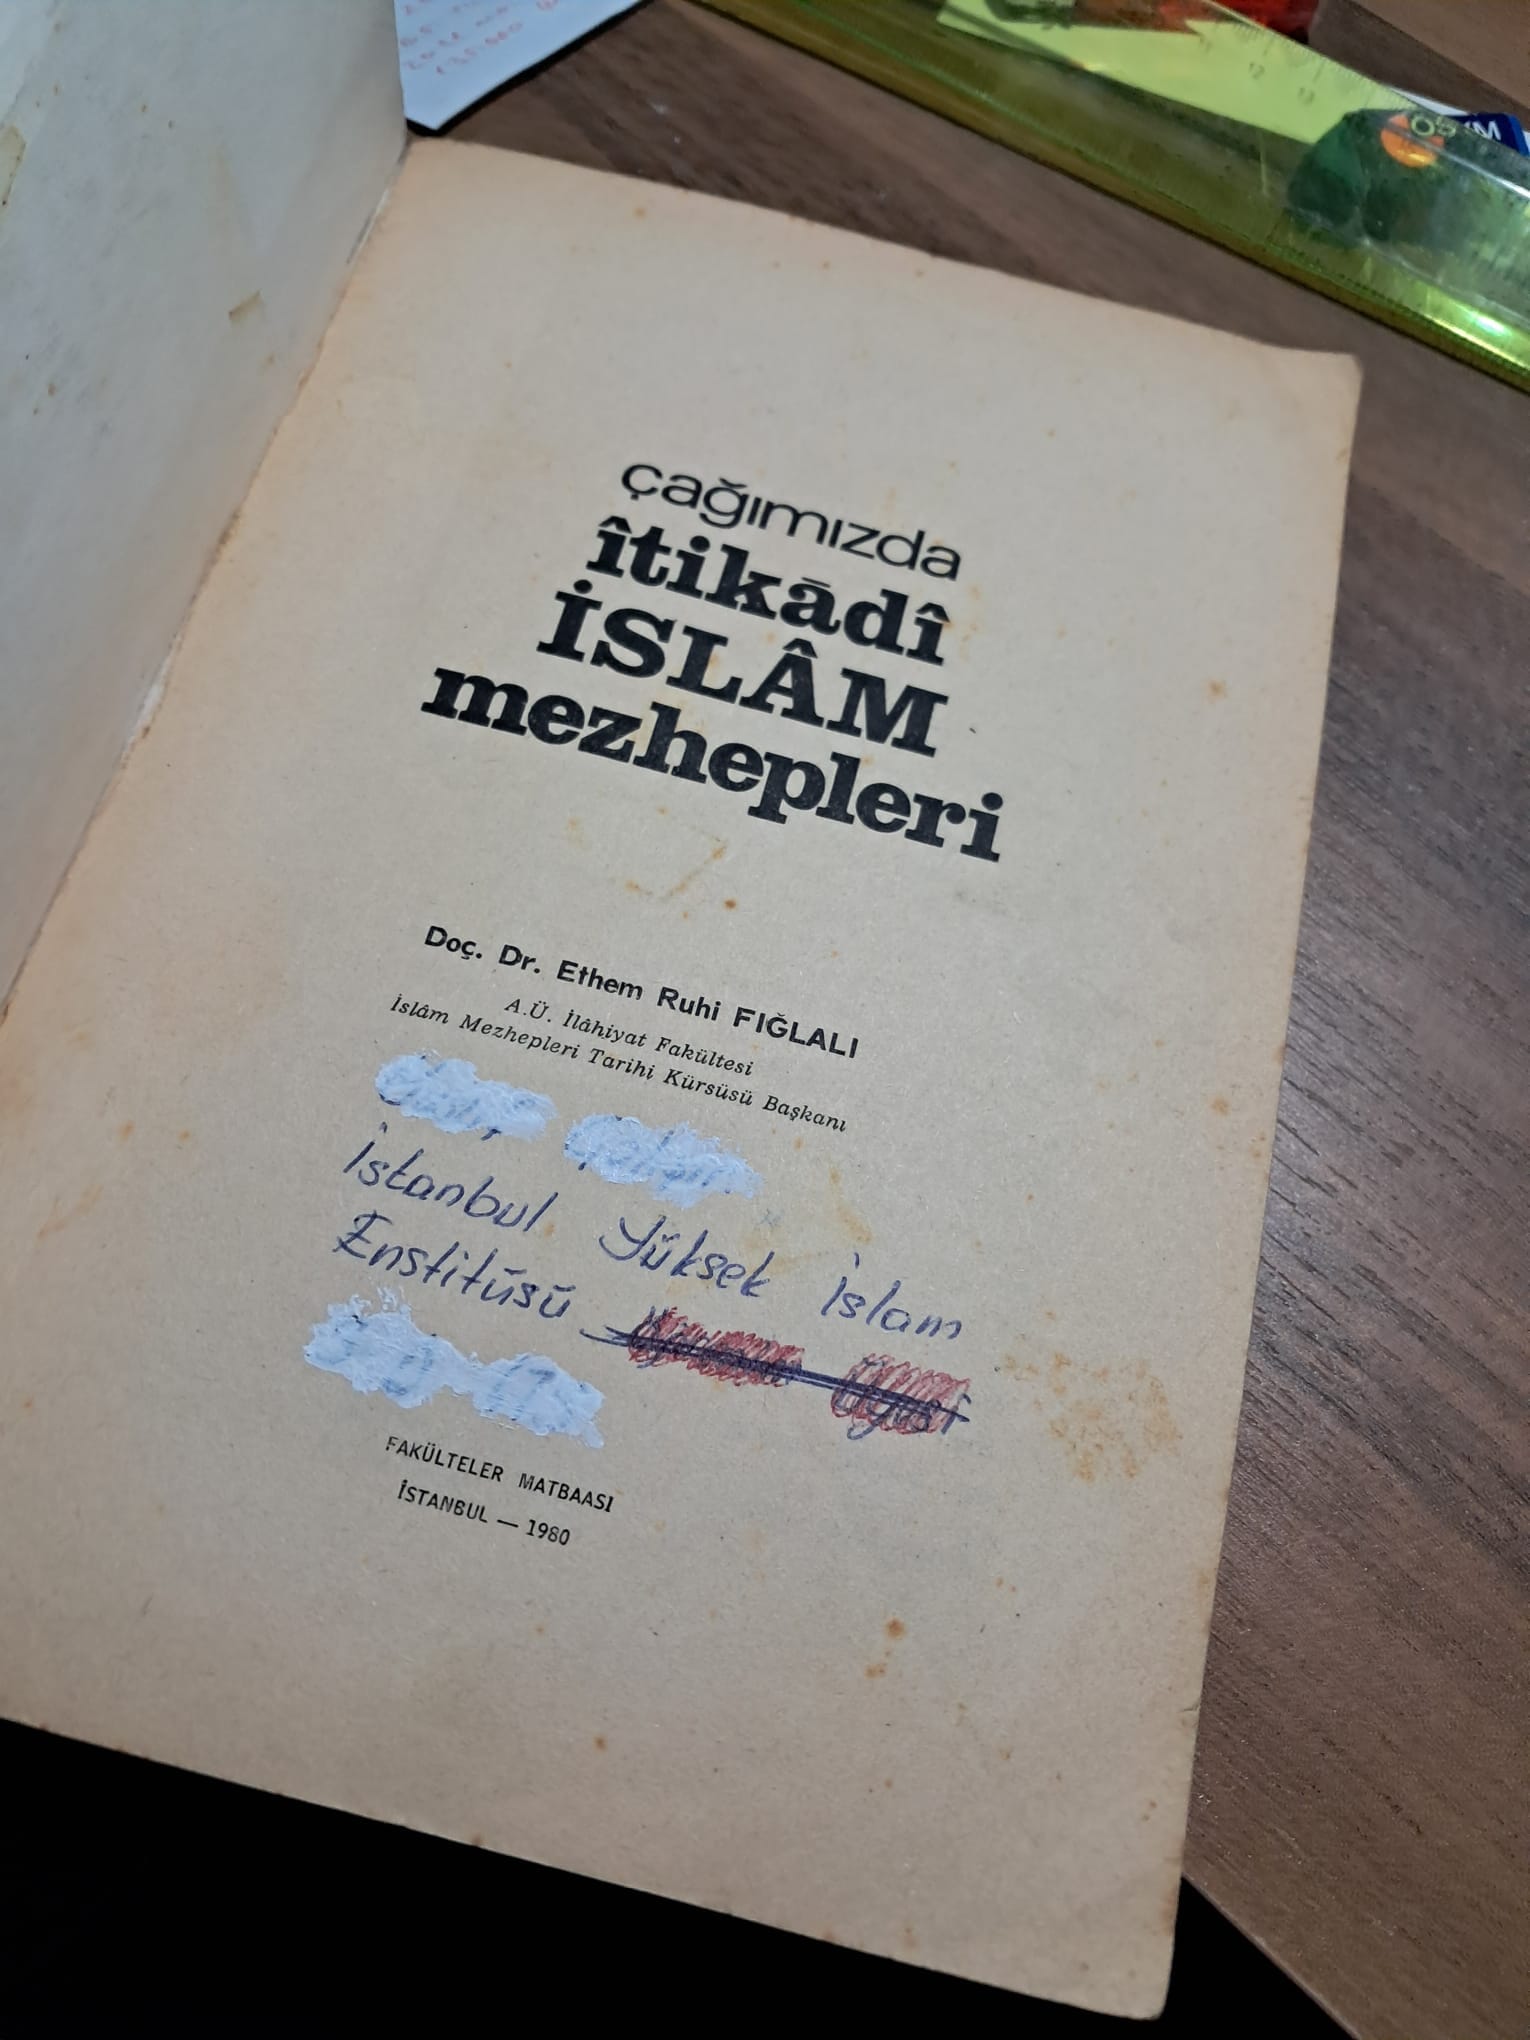 çağımızda
îtikādî
İSLÂM
mezhepleri
Doç. Dr. Ethem Ruhi FIĞLALI
A.Ü. İlâhiyat Fakültesi
İslâm Mezhepleri Tarihi Kürsüsü Başkanı
İstanbul Yüksek İslam
Enstitüsü
FAKÜLTELER MATBAASI
İSTANBUL — 1980